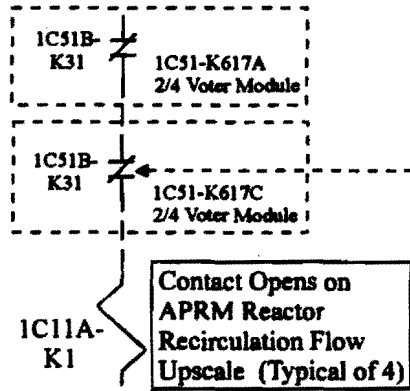 1C51B-
K31
1C51-K617A
2/4 Voter Module
1C51B-
K31
1C51-K617C
2/4 Voter Module
1C11A-
K1
Contact Opens on
APRM Reactor
Recirculation Flow
Upscale (Typical of 4)